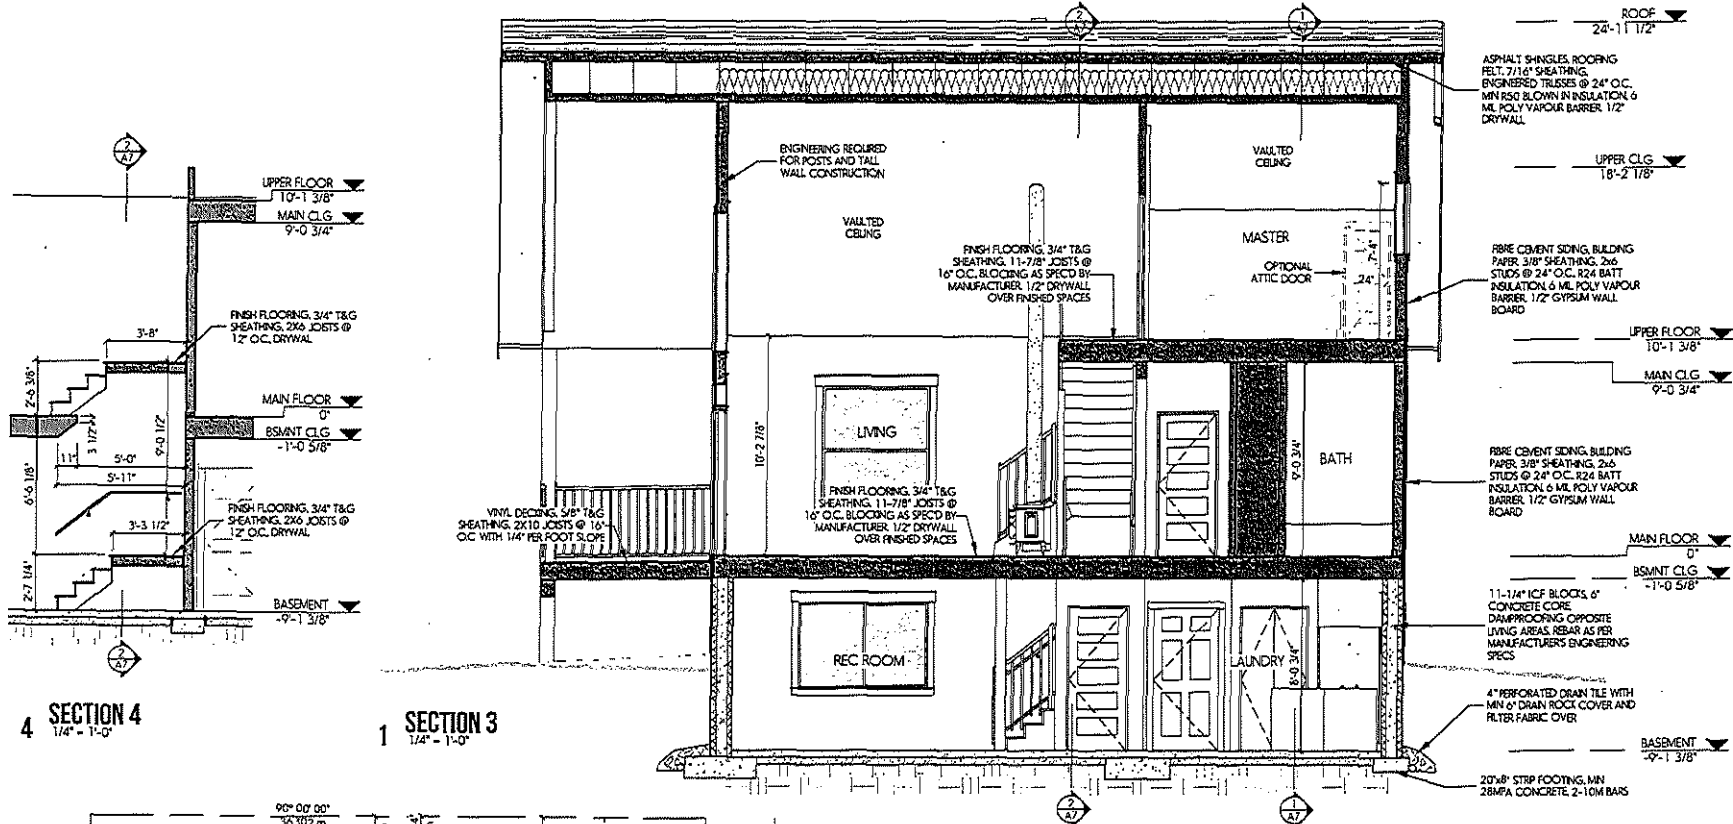 2
A7
UPPER FLOOR
10'-1 3/8"
MAIN CLG
9'-0 3/4"
FINISH FLOORING, 3/4" T&G
SHEATHING, 2X6 JOISTS @
12" O.C, DRYWAL
3'-8"
2'-6 3/8"
MAIN FLOOR
0"
BSMNT CLG
-1'-0 5/8"
3 1/2"
9'-0 1/2"
11"
5'-0"
5'-11"
6'-6 1/8"
FINISH FLOORING, 3/4" T&G
SHEATHING, 2X6 JOISTS @
12" O.C, DRYWAL
3'-3 1/2"
2'-7 1/4"
BASEMENT
-9'-1 3/8"
2
A7
4 SECTION 4
1/4" - 1'-0"
2
1
ENGINEERING REQUIRED
FOR POSTS AND TALL
WALL CONSTRUCTION
VAULTED
CEILING
VAULTED
CEILING
MASTER
OPTIONAL
ATTIC DOOR
24"
7'-4"
FINISH FLOORING, 3/4" T&G
SHEATHING, 11-7/8" JOISTS @
16" O.C, BLOCKING AS SPEC'D BY
MANUFACTURER, 1/2" DRYWALL
OVER FINISHED SPACES
10'-2 7/8"
LIVING
9'-0 3/4"
BATH
FINISH FLOORING, 3/4" T&G
SHEATHING, 11-7/8" JOISTS @
16" O.C, BLOCKING AS SPEC'D BY
MANUFACTURER, 1/2" DRYWALL
OVER FINISHED SPACES
VINYL DECKING, 5/8" T&G
SHEATHING, 2X10 JOISTS @ 16"
O.C WITH 1/4" PER FOOT SLOPE
REC ROOM
LAUNDRY
8'-0 3/4"
2
A7
1
A7
1 SECTION 3
1/4" - 1'-0"
ROOF
24'-11 1/2"
ASPHALT SHINGLES, ROOFING
FELT, 7/16" SHEATHING,
ENGINEERED TRUSSES @ 24" O.C.
MIN R50 BLOWN IN INSULATION, 6
ML POLY VAPOUR BARRIER, 1/2"
DRYWALL
UPPER CLG
18'-2 1/8"
FIBRE CEMENT SIDING, BUILDING
PAPER, 3/8" SHEATHING, 2x6
STUDS @ 24" O.C. R24 BATT
INSULATION, 6 MIL POLY VAPOUR
BARRIER, 1/2" GYPSUM WALL
BOARD
UPPER FLOOR
10'-1 3/8"
MAIN CLG
9'-0 3/4"
FIBRE CEMENT SIDING, BUILDING
PAPER, 3/8" SHEATHING, 2x6
STUDS @ 24" O.C. R24 BATT
INSULATION, 6 MIL POLY VAPOUR
BARRIER, 1/2" GYPSUM WALL
BOARD
MAIN FLOOR
0"
BSMNT CLG
-1'-0 5/8"
11-1/4" ICF BLOCKS, 6"
CONCRETE CORE,
DAMPROOFING OPPOSITE
LIVING AREAS. REBAR AS PER
MANUFACTURERS ENGINEERING
SPECS
4" PERFORATED DRAIN TILE WITH
MIN 6" DRAIN ROCK COVER AND
FILTER FABRIC OVER
BASEMENT
-9'-1 3/8"
20"x8" STRIP FOOTING, MIN
28MPA CONCRETE, 2-10M BARS
90° 00' 00"